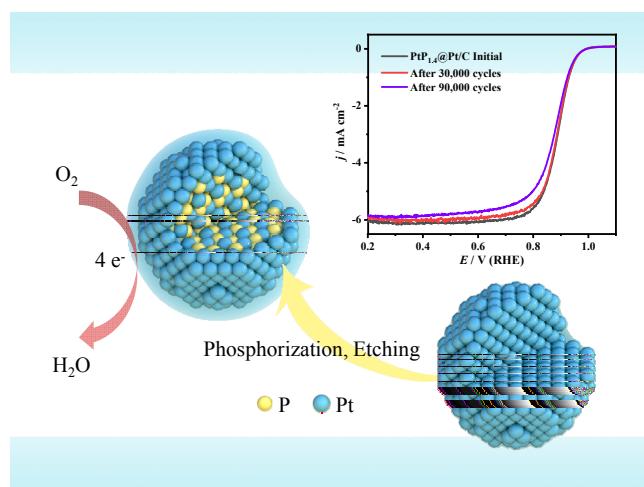 PtP₁.₄@Pt/C Initial
After 30,000 cycles
After 90,000 cycles
0
-2
-4
-6
j / mA cm⁻²
0.2 0.4 0.6 0.8 1.0
E / V (RHE)
O₂
4 e⁻
H₂O
Phosphorization, Etching
P Pt